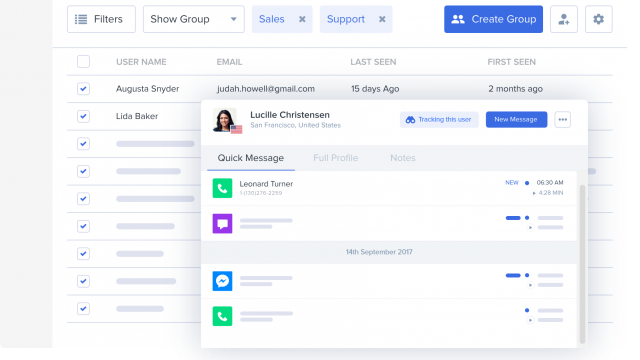 Filters
Show Group
Sales
Support
Create Group
USER NAME EMAIL LAST SEEN FIRST SEEN
Augusta Snyder judah.howell@gmail.com 15 days Ago 2 months ago
Lida Baker
Lucille Christensen
San Francisco, United States
Tracking this user
New Message
Quick Message Full Profile Notes
Leonard Turner NEW 06:30 AM
1-(130)276-2255 4:28 MIN
14th September 2017